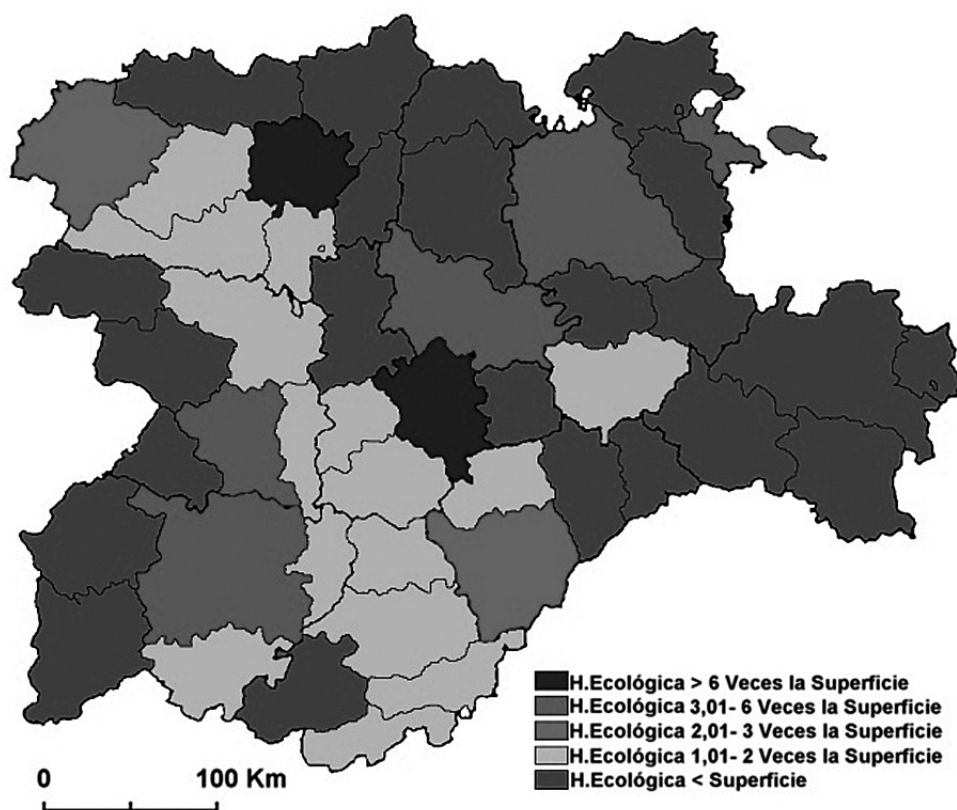 H.Ecológica > 6 Veces la Superficie
H.Ecológica 3,01- 6 Veces la Superficie
H.Ecológica 2,01- 3 Veces la Superficie
H.Ecológica 1,01- 2 Veces la Superficie
H.Ecológica < Superficie
0 100 Km